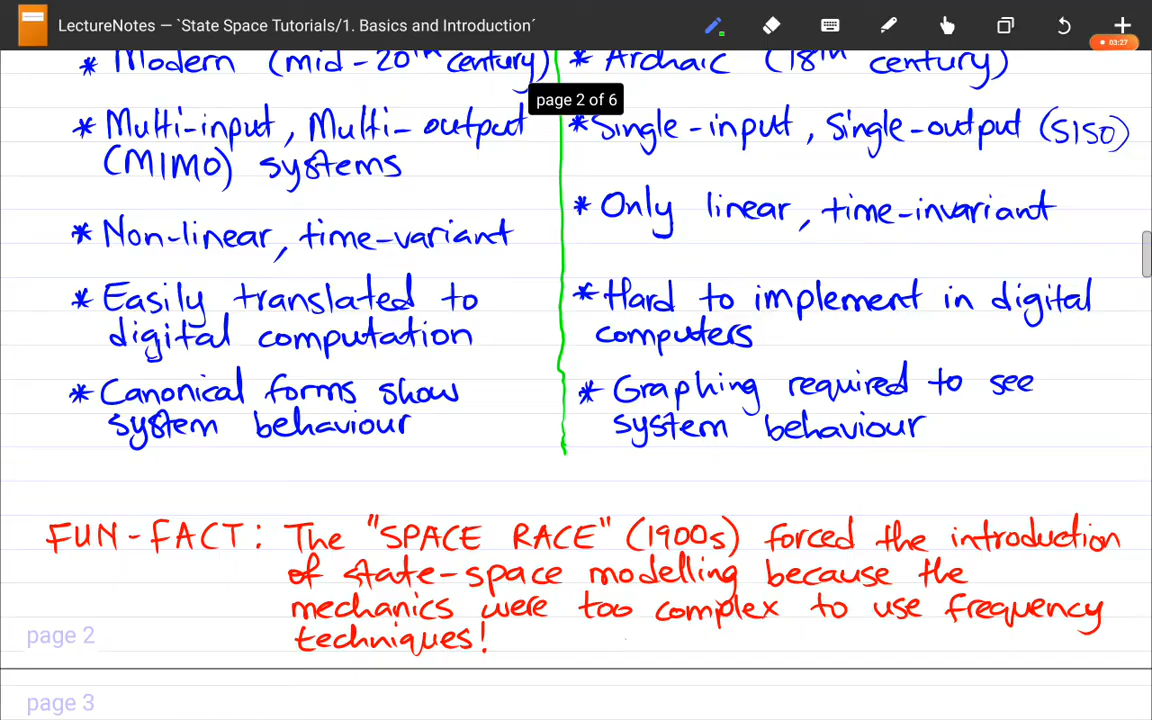 LectureNotes — `State Space Tutorials/1. Basics and Introduction´
03:27
* Modern (mid-20th century)
* Multi-input, Multi-output
(MIMO) systems
* Non-linear, time-variant
* Easily translated to
digital computation
* Canonical forms show
system behaviour
page 2 of 6
* Archaic (18th century)
* Single-input, Single-output (SISO)
* Only linear, time-invariant
* Hard to implement in digital
computers
* Graphing required to see
system behaviour
FUN-FACT: The "SPACE RACE" (1900s) forced the introduction
of state-space modelling because the
mechanics were too complex to use frequency
techniques!
page 2
page 3